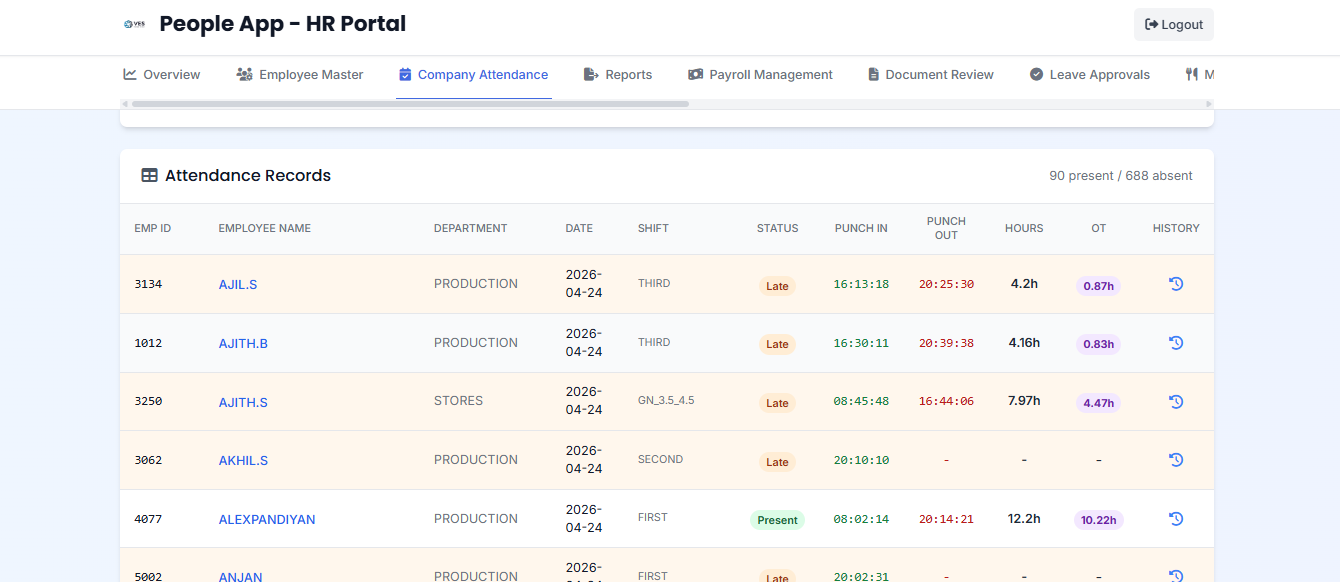 VES People App – HR Portal Logout
Overview Employee Master Company Attendance Reports Payroll Management Document Review Leave Approvals M
Attendance Records 90 present / 688 absent
EMP ID EMPLOYEE NAME DEPARTMENT DATE SHIFT STATUS PUNCH IN PUNCH OUT HOURS OT HISTORY
3134 AJIL.S PRODUCTION 2026-04-24 THIRD Late 16:13:18 20:25:30 4.2h 0.87h
1012 AJITH.B PRODUCTION 2026-04-24 THIRD Late 16:30:11 20:39:38 4.16h 0.83h
3250 AJITH.S STORES 2026-04-24 GN_3.5_4.5 Late 08:45:48 16:44:06 7.97h 4.47h
3062 AKHIL.S PRODUCTION 2026-04-24 SECOND Late 20:10:10 - - -
4077 ALEXPANDIYAN PRODUCTION 2026-04-24 FIRST Present 08:02:14 20:14:21 12.2h 10.22h
5002 ANJAN PRODUCTION 2026- FIRST Late 20:02:31 - - -